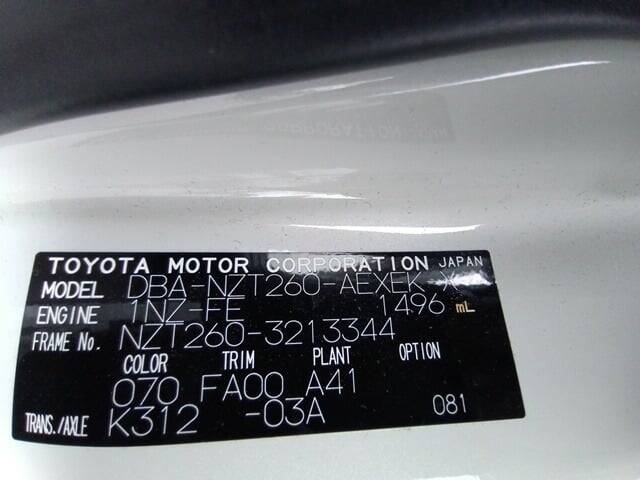 TOYOTA MOTOR CORPORATION JAPAN
MODEL DBA-NZT260-AEXEK
ENGINE 1NZ-FE 1496 mL
FRAME No. NZT260-3213344
COLOR TRIM PLANT OPTION
070 FA00 A41
TRANS./AXLE K312 -03A 081